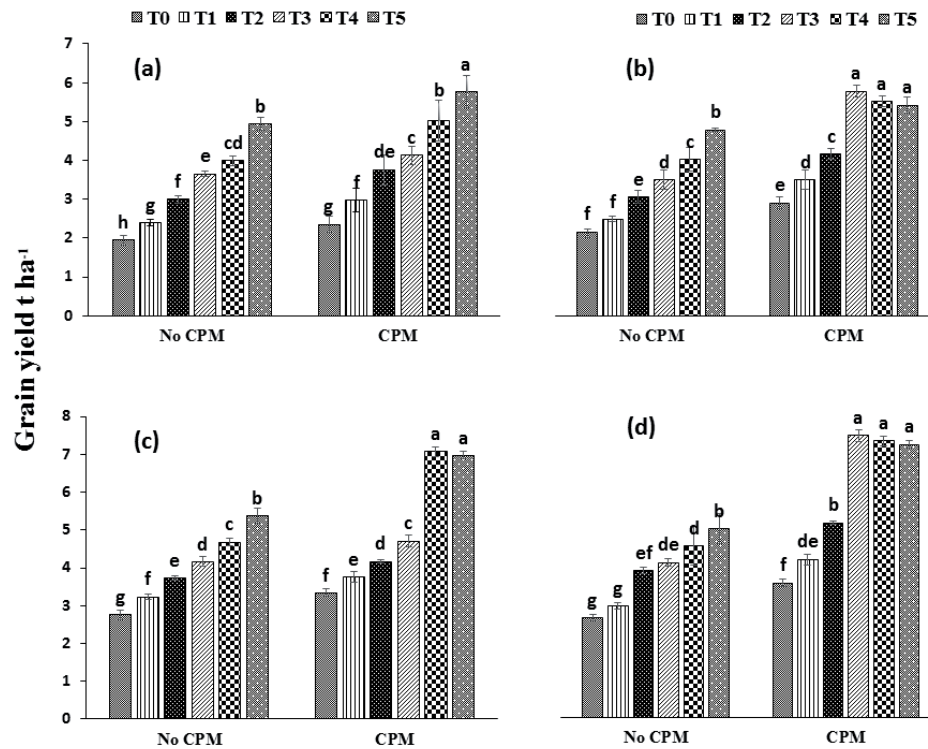 T0 T1 T2 T3 T4 T5
T0 T1 T2 T3 T4 T5
Grain yield t ha-1
7
6
5
4
3
2
1
0
(a)
h g f e cd b
g f de c b a
No CPM CPM
(b)
f f e d c b
e d c a a a
No CPM CPM
8
7
6
5
4
3
2
1
0
(c)
g f e d c b
f e d c a a
No CPM CPM
(d)
g g ef de d b
f de b a a a
No CPM CPM